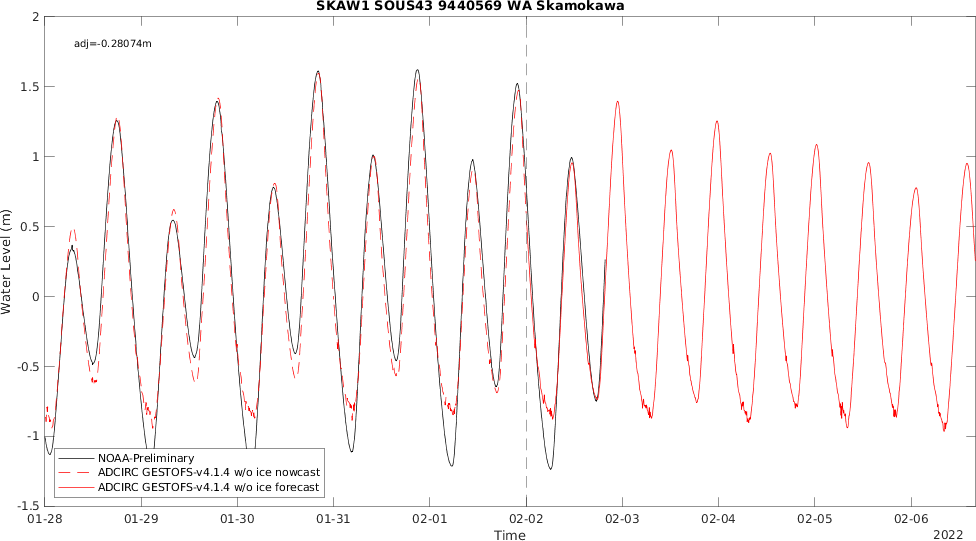 SKAW1 SOUS43 9440569 WA Skamokawa
adj=-0.28074m
Water Level (m)
2
1.5
1
0.5
0
-0.5
-1
-1.5
NOAA-Preliminary
ADCIRC GESTOFS-v4.1.4 w/o ice nowcast
ADCIRC GESTOFS-v4.1.4 w/o ice forecast
01-28 01-29 01-30 01-31 02-01 02-02 02-03 02-04 02-05 02-06
Time
2022